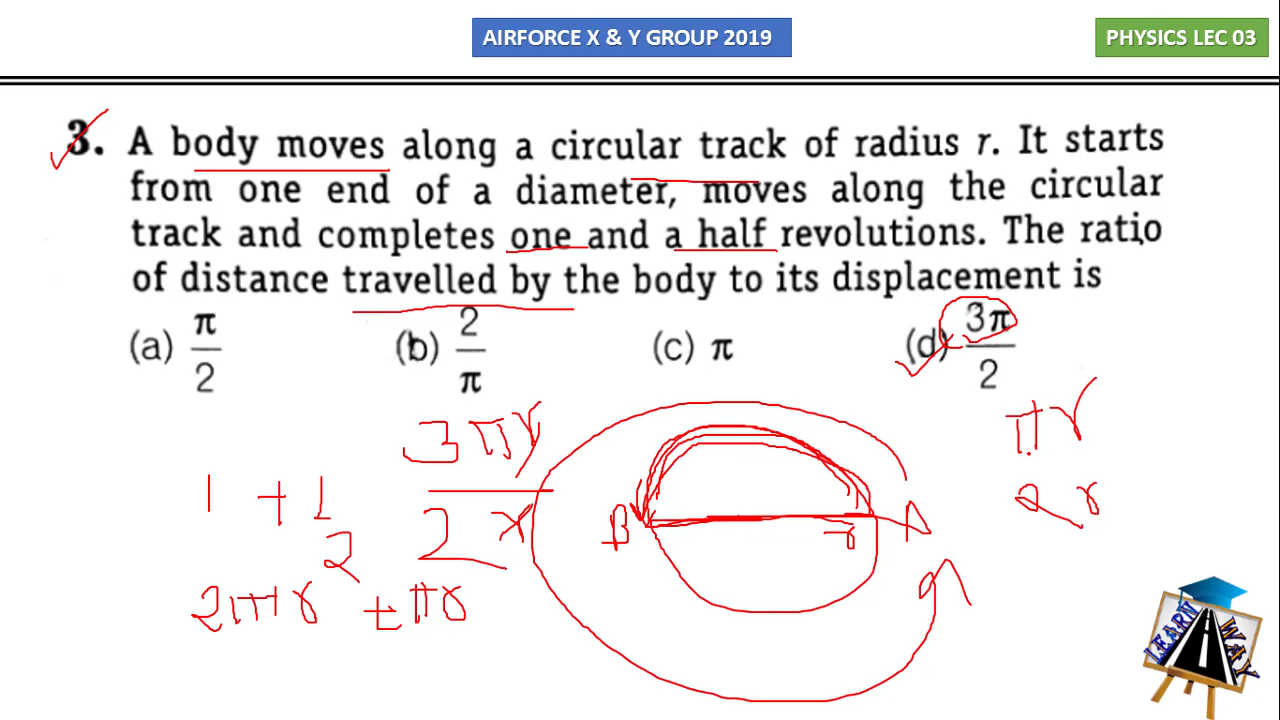 AIRFORCE X & Y GROUP 2019
PHYSICS LEC 03
3. A body moves along a circular track of radius r. It starts
from one end of a diameter, moves along the circular
track and completes one and a half revolutions. The ratio
of distance travelled by the body to its displacement is
(a) π/2 (b) 2/π (c) π (d) 3π/2
3πr
2r
1 + 1/2
2πr + πr
B
r
A
πr
2r
LEARN WAY